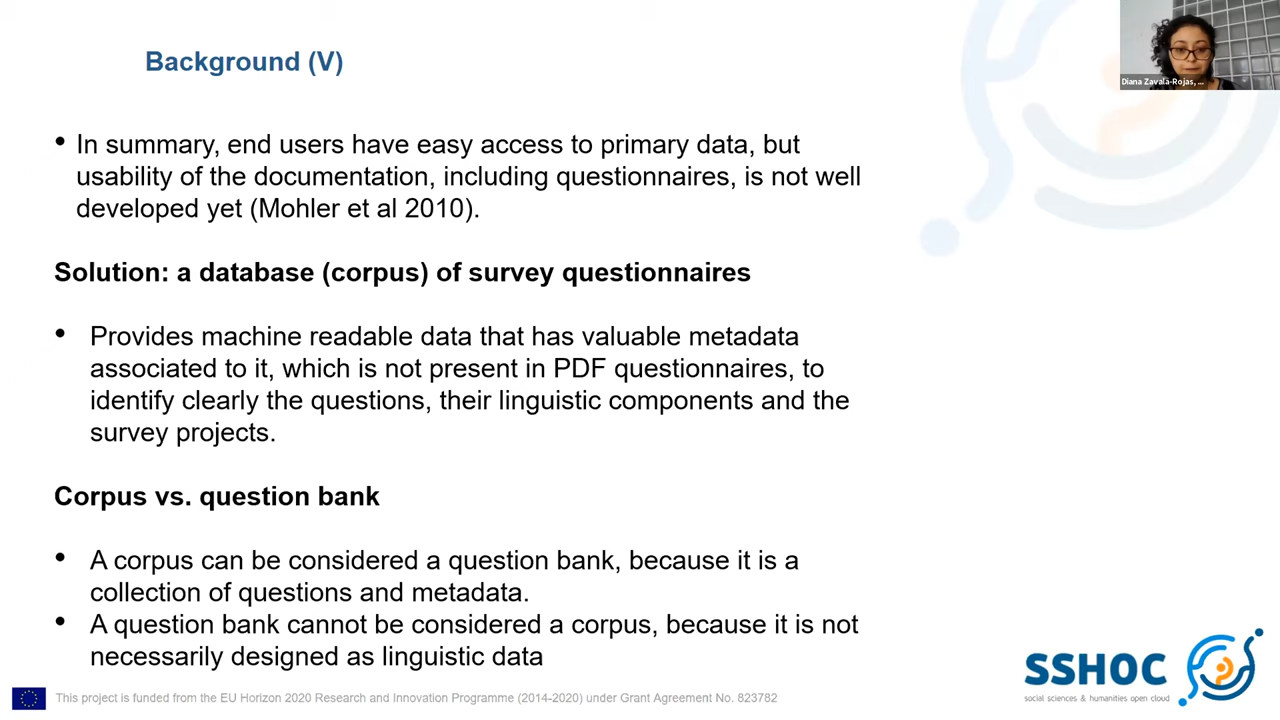 Background (V)
Diana Zavala-Rojas, ...
• In summary, end users have easy access to primary data, but
usability of the documentation, including questionnaires, is not well
developed yet (Mohler et al 2010).
Solution: a database (corpus) of survey questionnaires
• Provides machine readable data that has valuable metadata
associated to it, which is not present in PDF questionnaires, to
identify clearly the questions, their linguistic components and the
survey projects.
Corpus vs. question bank
• A corpus can be considered a question bank, because it is a
collection of questions and metadata.
• A question bank cannot be considered a corpus, because it is not
necessarily designed as linguistic data
SSHOC
social sciences & humanities open cloud
This project is funded from the EU Horizon 2020 Research and Innovation Programme (2014-2020) under Grant Agreement No. 823782